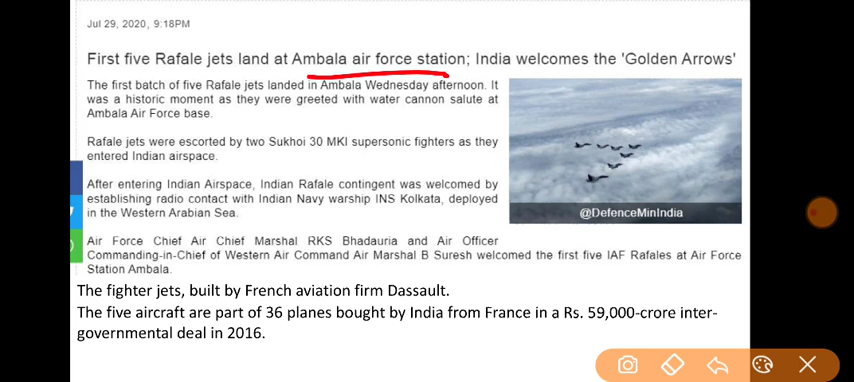 Jul 29, 2020, 9:18PM
First five Rafale jets land at Ambala air force station; India welcomes the 'Golden Arrows'
The first batch of five Rafale jets landed in Ambala Wednesday afternoon. It
was a historic moment as they were greeted with water cannon salute at
Ambala Air Force base.
Rafale jets were escorted by two Sukhoi 30 MKI supersonic fighters as they
entered Indian airspace.
After entering Indian Airspace, Indian Rafale contingent was welcomed by
establishing radio contact with Indian Navy warship INS Kolkata, deployed
in the Western Arabian Sea.
@DefenceMinIndia
Air Force Chief Air Chief Marshal RKS Bhadauria and Air Officer
Commanding-in-Chief of Western Air Command Air Marshal B Suresh welcomed the first five IAF Rafales at Air Force
Station Ambala.
The fighter jets, built by French aviation firm Dassault.
The five aircraft are part of 36 planes bought by India from France in a Rs. 59,000-crore inter-
governmental deal in 2016.